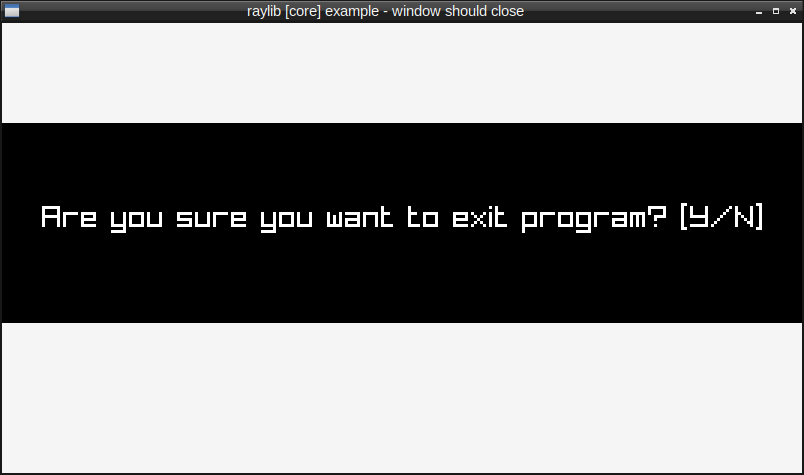 raylib [core] example - window should close
Are you sure you want to exit program? [Y/N]